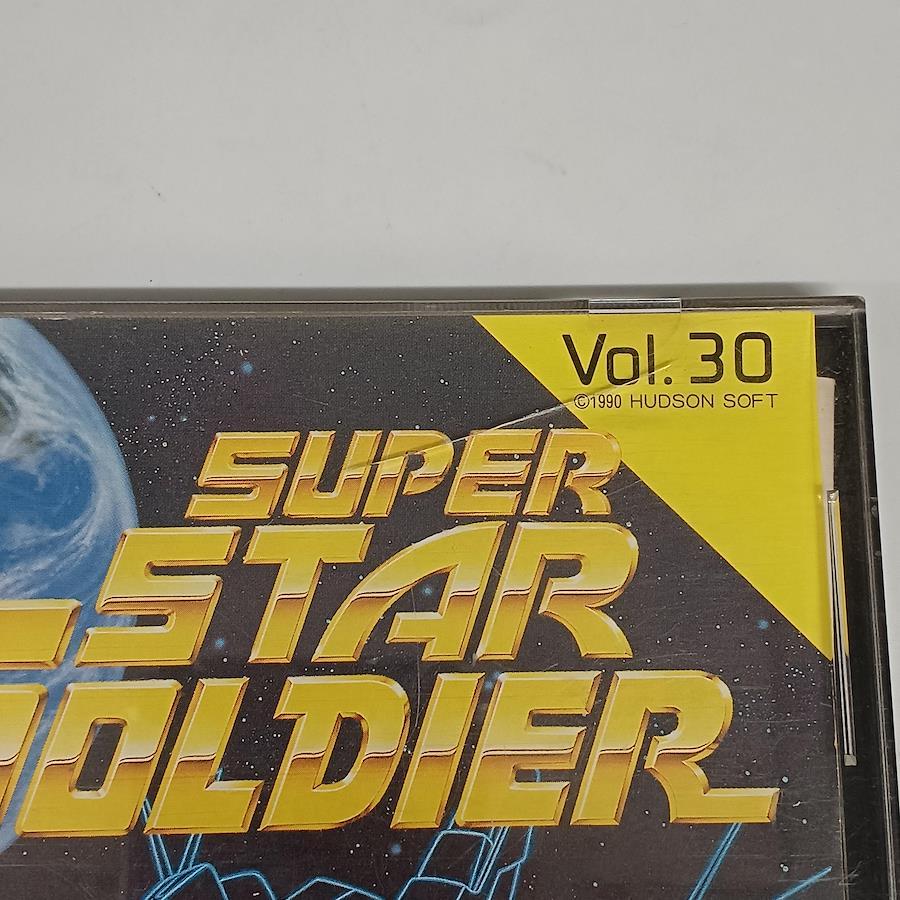 Vol. 30
©1990 HUDSON SOFT
SUPER
STAR
SOLDIER